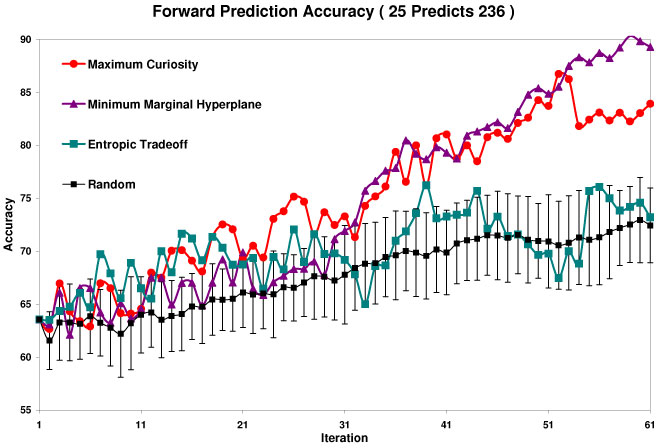 Forward Prediction Accuracy ( 25 Predicts 236 )
90
85
80
75
70
65
60
55
Accuracy
Maximum Curiosity
Minimum Marginal Hyperplane
Entropic Tradeoff
Random
1 11 21 31 41 51 61
Iteration